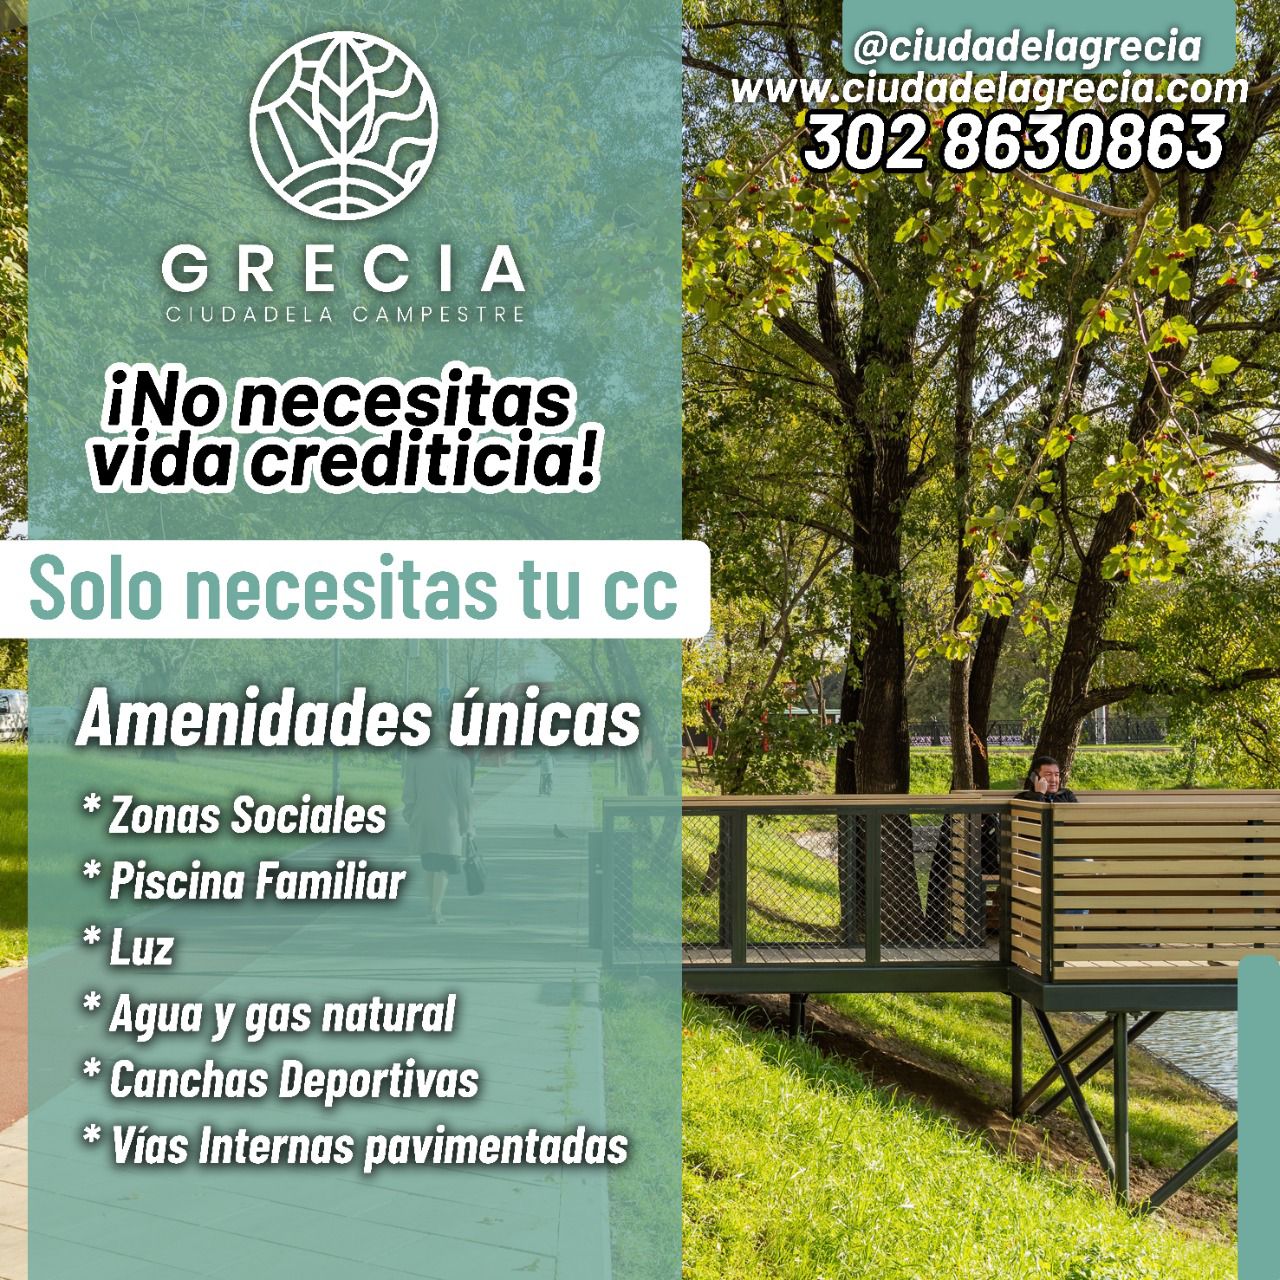 @ciudadelagrecia
www.ciudadelagrecia.com
302 8630863
GRECIA
CIUDADELA CAMPESTRE
¡No necesitas
vida crediticia!
Solo necesitas tu cc
Amenidades únicas
* Zonas Sociales
* Piscina Familiar
* Luz
* Agua y gas natural
* Canchas Deportivas
* Vías Internas pavimentadas